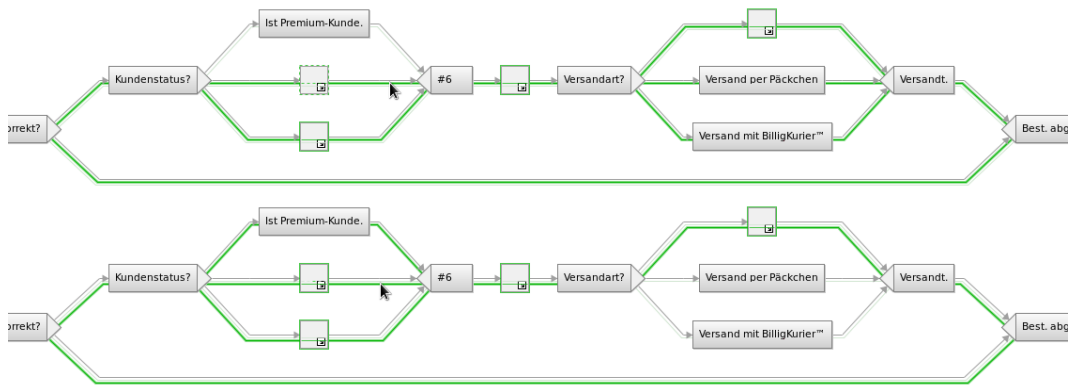 Ist Premium-Kunde.
Kundenstatus?
#6
Versandart?
Versand per Päckchen
Versandt.
orrekt?
Versand mit BilligKurier™
Best. abg
Ist Premium-Kunde.
Kundenstatus?
#6
Versandart?
Versand per Päckchen
Versandt.
orrekt?
Versand mit BilligKurier™
Best. abg